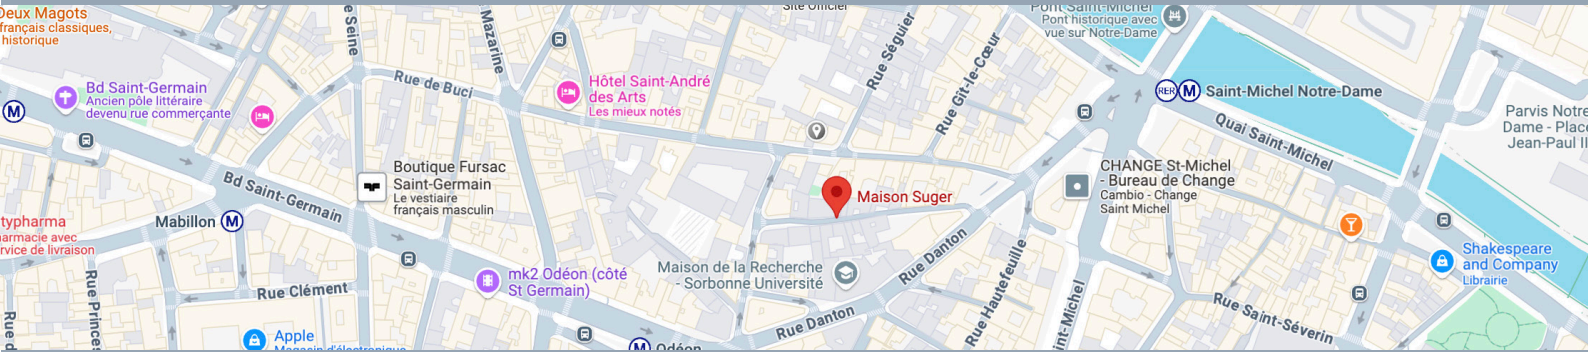 Deux Magots
français classiques,
historique
Bd Saint-Germain
Ancien pôle littéraire
devenu rue commerçante
e Seine
Mazarine
Rue de Buci
Hôtel Saint-André
des Arts
Les mieux notés
Site Officiel
Rue Séguier
Rue Gît-le-Cœur
Pont Saint-Michel
Pont historique avec
vue sur Notre-Dame
RER
M
Saint-Michel Notre-Dame
Quai Saint-Michel
Parvis Notre
Dame - Place
Jean-Paul II
M
Boutique Fursac
Saint-Germain
Le vestiaire
français masculin
Bd Saint-Germain
Mabillon
M
typharma
armacie avec
rvice de livraison
Maison Suger
CHANGE St-Michel
- Bureau de Change
Cambio - Change
Saint Michel
Shakespeare
and Company
Librairie
mk2 Odéon (côté
St Germain)
Maison de la Recherche
- Sorbonne Université
Rue Danton
Rue Hautefeuille
Rue Danton
int-Michel
Rue Saint-Séverin
Rue Clément
Rue Princes
Rue d
Apple
Magasin d'électronique
M
Odéon